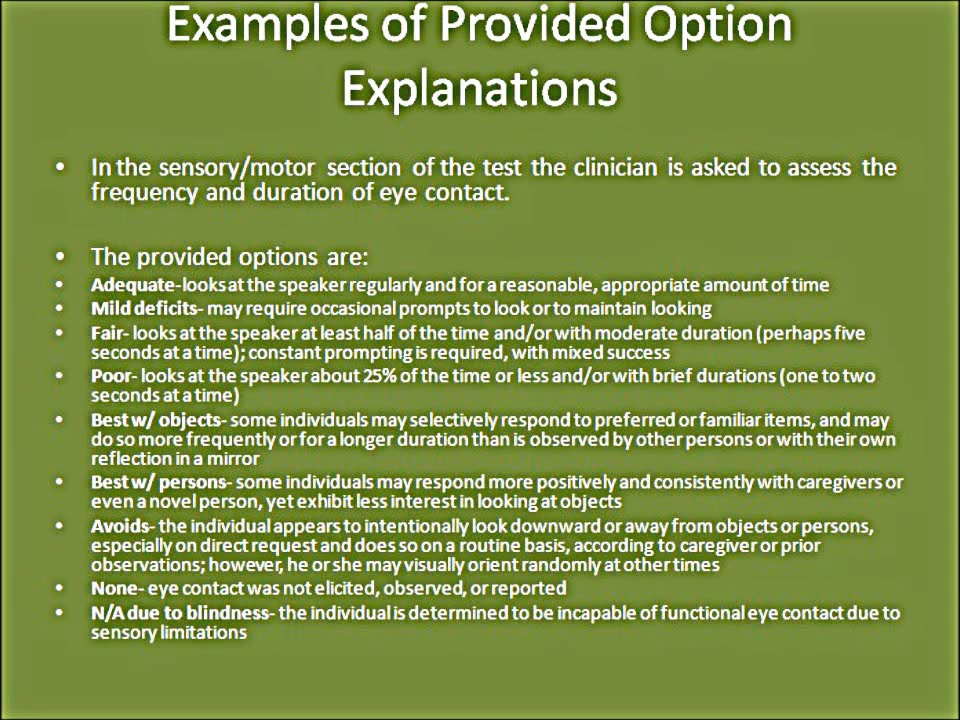 Examples of Provided Option
Explanations
• In the sensory/motor section of the test the clinician is asked to assess the
frequency and duration of eye contact.
• The provided options are:
• Adequate-looks at the speaker regularly and for a reasonable, appropriate amount of time
• Mild deficits- may require occasional prompts to look or to maintain looking
• Fair- looks at the speaker at least half of the time and/or with moderate duration (perhaps five
seconds at a time); constant prompting is required, with mixed success
• Poor- looks at the speaker about 25% of the time or less and/or with brief durations (one to two
seconds at a time)
• Best w/ objects- some individuals may selectively respond to preferred or familiar items, and may
do so more frequently or for a longer duration than is observed by other persons or with their own
reflection in a mirror
• Best w/ persons- some individuals may respond more positively and consistently with caregivers or
even a novel person, yet exhibit less interest in looking at objects
• Avoids- the individual appears to intentionally look downward or away from objects or persons,
especially on direct request and does so on a routine basis, according to caregiver or prior
observations; however, he or she may visually orient randomly at other times
• None- eye contact was not elicited, observed, or reported
• N/A due to blindness- the individual is determined to be incapable of functional eye contact due to
sensory limitations